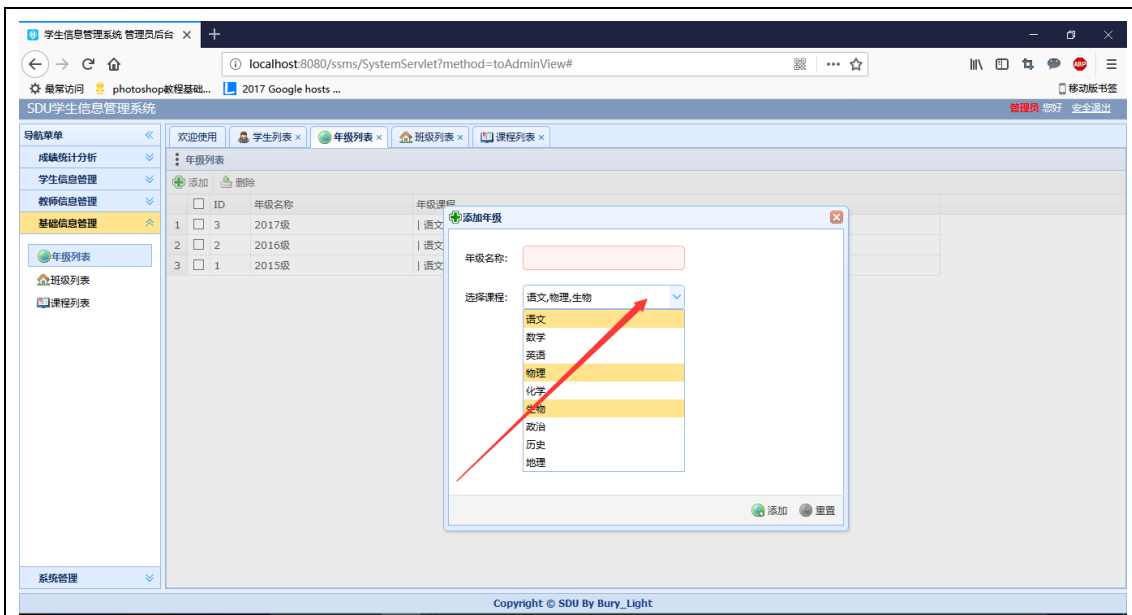 学生信息管理系统 管理员后台
localhost:8080/ssms/SystemServlet?method=toAdminView#
最常访问 photoshop教程基础... 2017 Google hosts ... 移动版书签
SDU学生信息管理系统 管理员 您好 安全退出
导航菜单
成绩统计分析
学生信息管理
教师信息管理
基础信息管理
年级列表
班级列表
课程列表
系统管理
欢迎使用 学生列表 年级列表 班级列表 课程列表
年级列表
添加 删除
ID 年级名称 年级课程
1 3 2017级 | 语文
2 2 2016级 | 语文
3 1 2015级 | 语文
添加年级
年级名称:
选择课程: 语文,物理,生物
语文
数学
英语
物理
化学
生物
政治
历史
地理
添加 重置
Copyright © SDU By Bury_Light